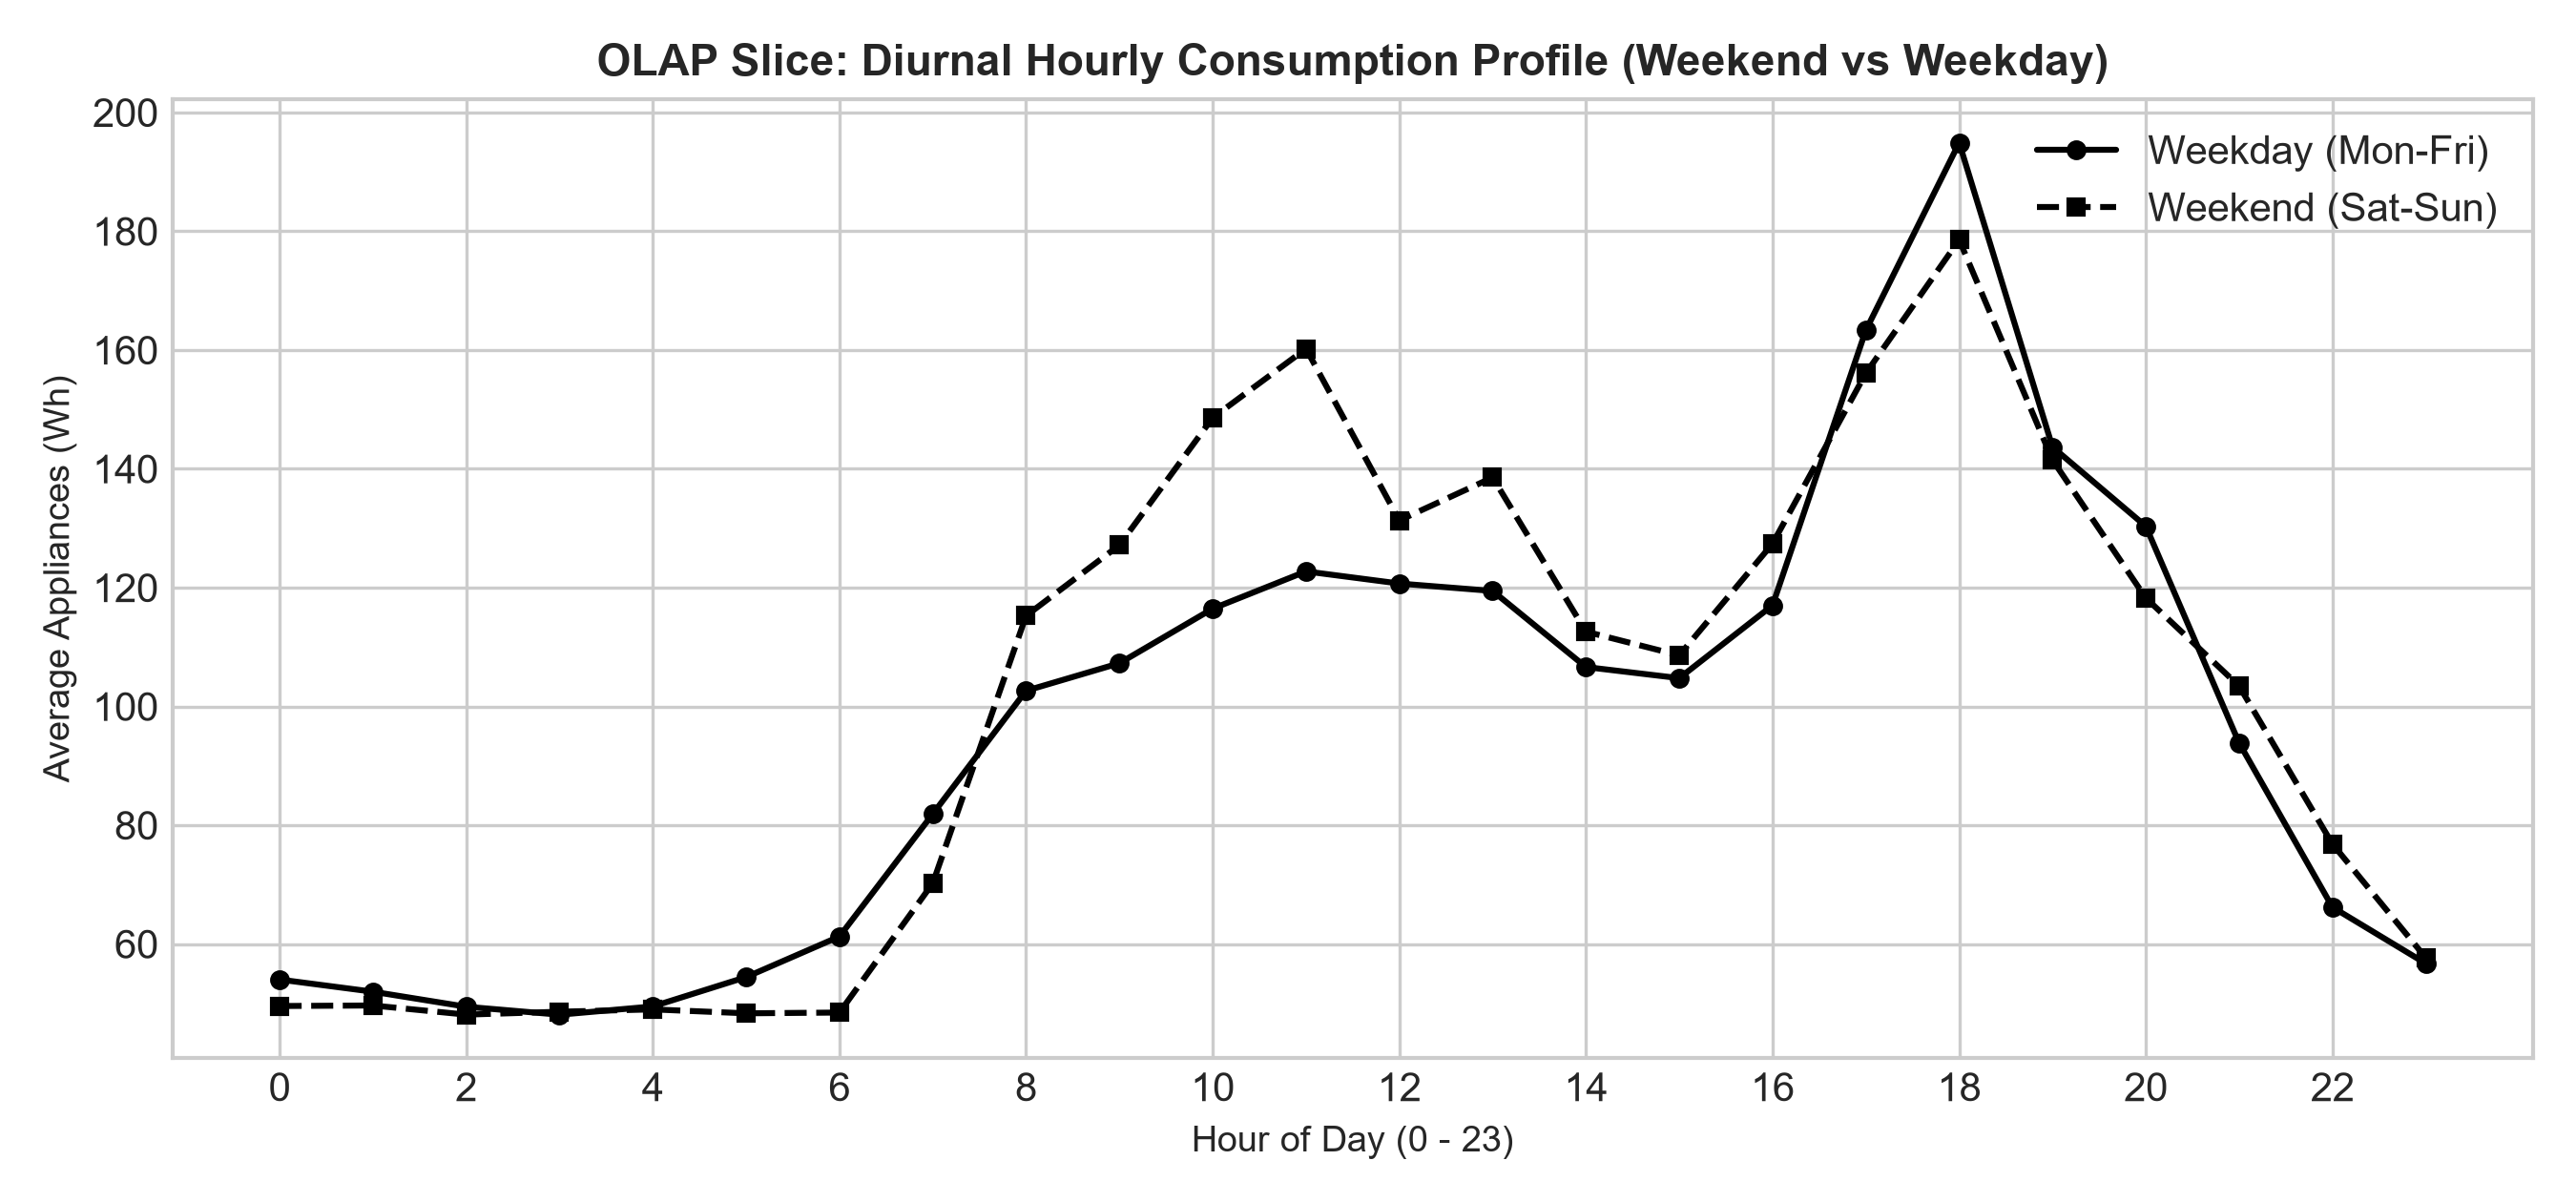 OLAP Slice: Diurnal Hourly Consumption Profile (Weekend vs Weekday)
Weekday (Mon-Fri)
Weekend (Sat-Sun)
Average Appliances (Wh)
200
180
160
140
120
100
80
60
0 2 4 6 8 10 12 14 16 18 20 22
Hour of Day (0 - 23)